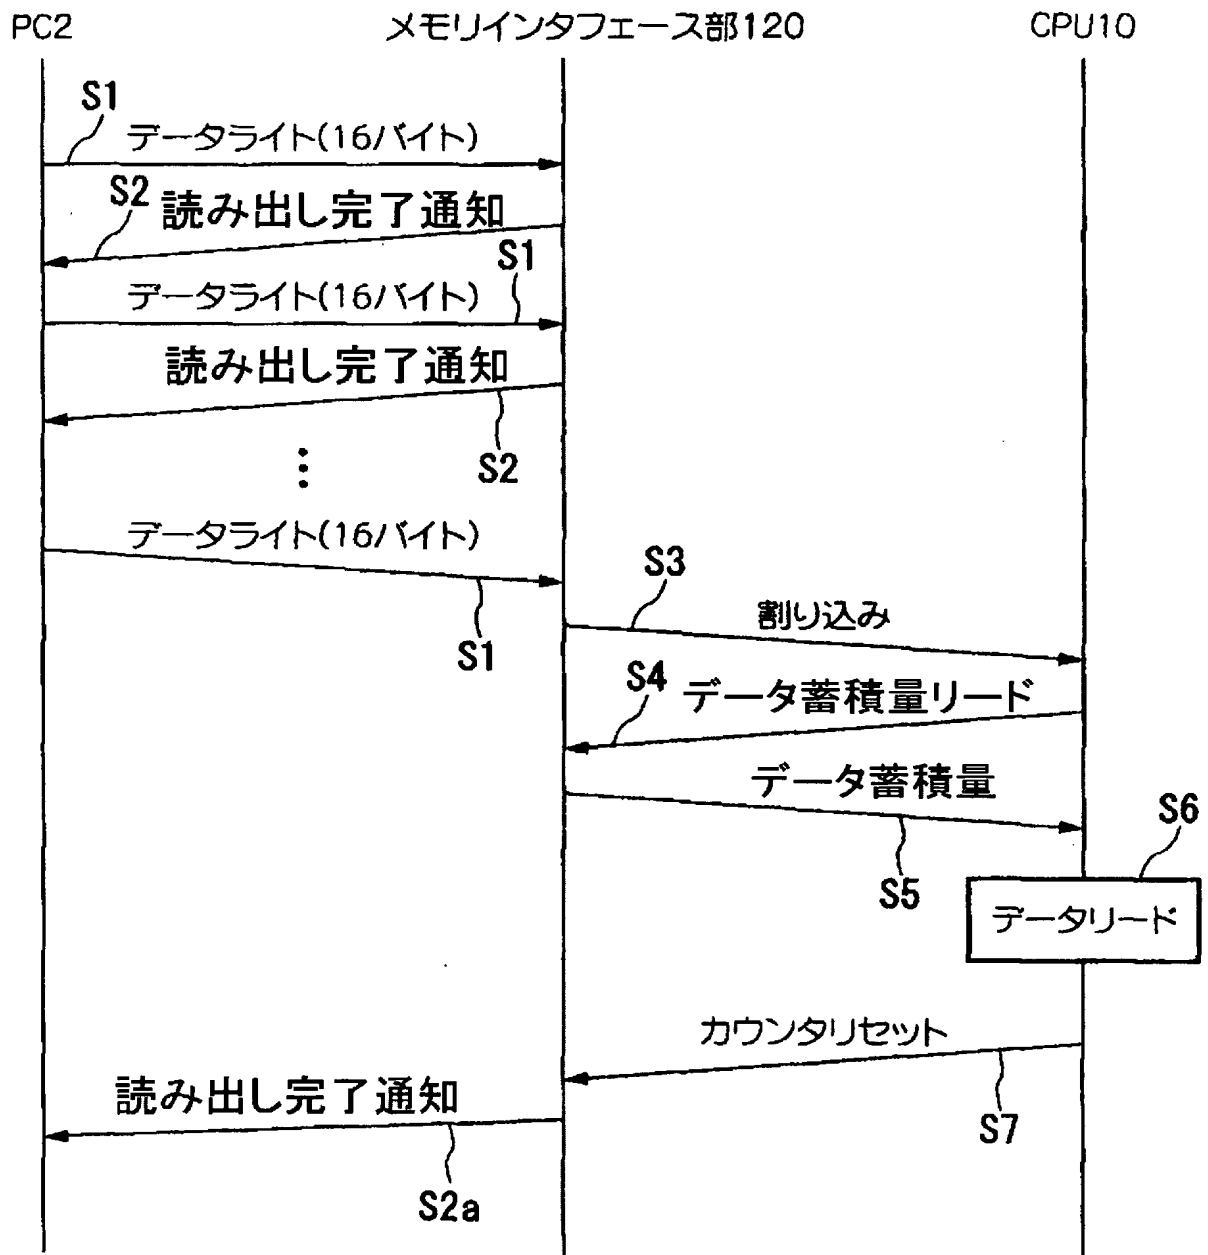 PC2
メモリインタフェース部120
CPU10
S1
データライト(16バイト)
S2
読み出し完了通知
S1
データライト(16バイト)
読み出し完了通知
S2
データライト(16バイト)
S1
S3
割り込み
S4
データ蓄積量リード
データ蓄積量
S5
S6
データリード
カウンタリセット
S7
読み出し完了通知
S2a